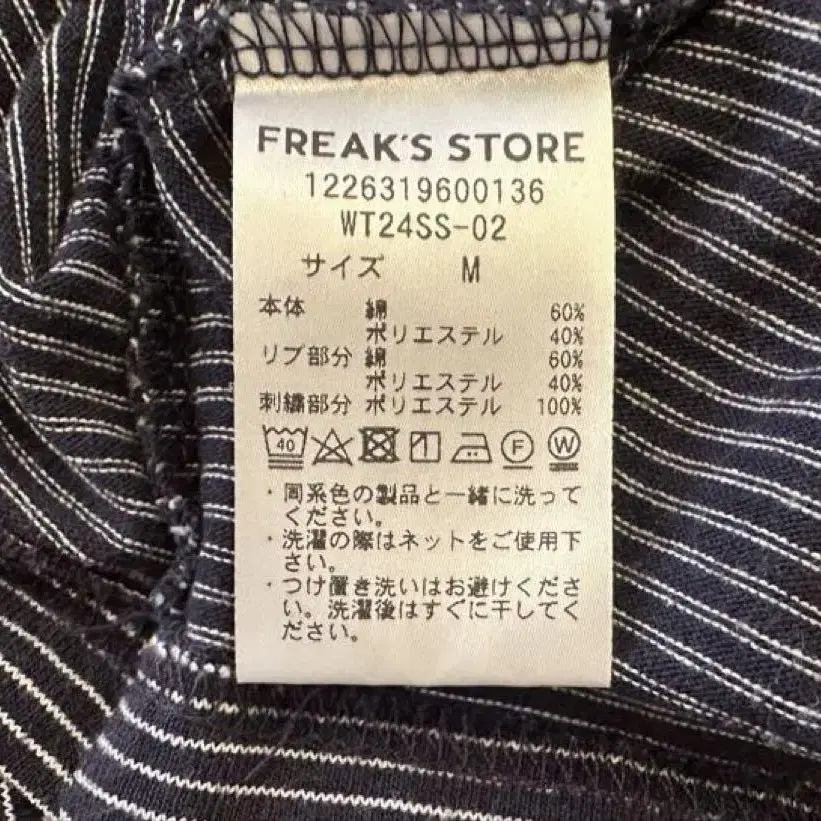 FREAK'S STORE
1226319600136
WT24SS-02
サイズ M
本体 綿 60%
ポリエステル 40%
リブ部分 綿 60%
ポリエステル 40%
刺繍部分 ポリエステル 100%
40 F W
・同系色の製品と一緒に洗って
ください。
・洗濯の際はネットをご使用下
さい。
・つけ置き洗いはお避けくださ
い。洗濯後はすぐに干してく
ださい。